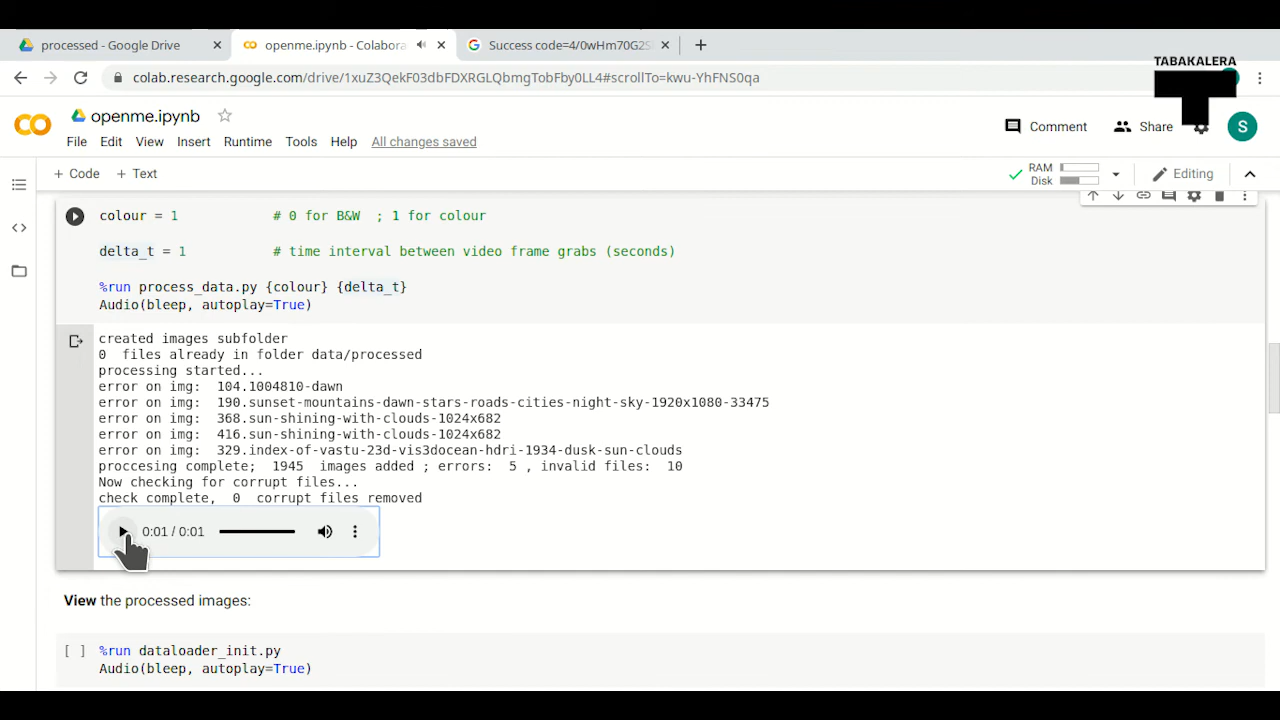 processed - Google Drive
openme.ipynb - Colabora
Success code=4/0wHm70G2S
TABAKALERA
colab.research.google.com/drive/1xuZ3QekF03dbFDXRGLQbmgTobFby0LL4#scrollTo=kwu-YhFNS0qa
CO
openme.ipynb
Comment
Share
S
File Edit View Insert Runtime Tools Help All changes saved
+ Code + Text
RAM
Disk
Editing
colour = 1 # 0 for B&W ; 1 for colour
delta_t = 1 # time interval between video frame grabs (seconds)
%run process_data.py {colour} {delta_t}
Audio(bleep, autoplay=True)
created images subfolder
0 files already in folder data/processed
processing started...
error on img: 104.1004810-dawn
error on img: 190.sunset-mountains-dawn-stars-roads-cities-night-sky-1920x1080-33475
error on img: 368.sun-shining-with-clouds-1024x682
error on img: 416.sun-shining-with-clouds-1024x682
error on img: 329.index-of-vastu-23d-vis3docean-hdri-1934-dusk-sun-clouds
proccesing complete; 1945 images added ; errors: 5 , invalid files: 10
Now checking for corrupt files...
check complete, 0 corrupt files removed
0:01 / 0:01
View the processed images:
[ ] %run dataloader_init.py
Audio(bleep, autoplay=True)